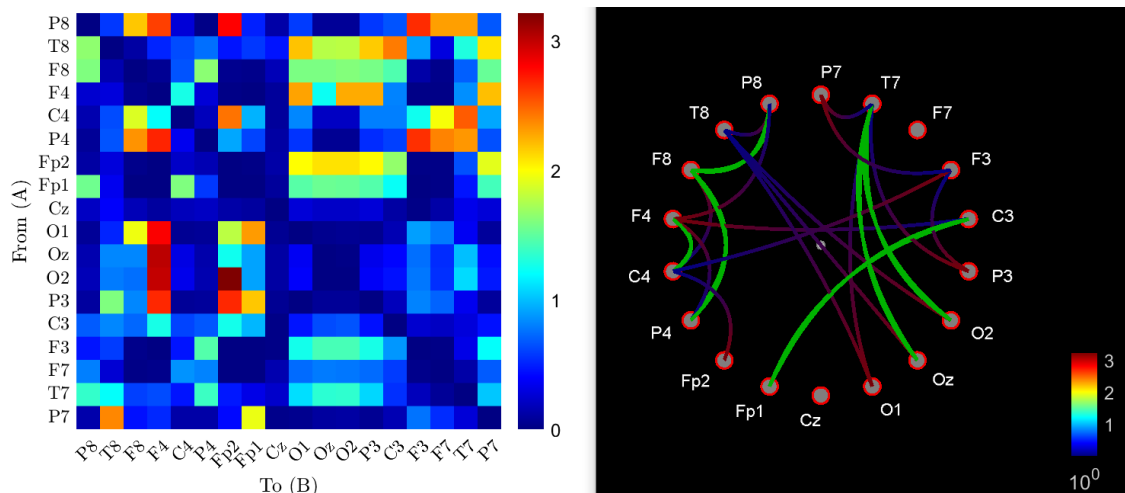 P8
T8
F8
F4
C4
P4
Fp2
Fp1
Cz
O1
Oz
O2
P3
C3
F3
F7
T7
P7
From (A)
P8 T8 F8 F4 C4 P4 Fp2 Fp1 Cz O1 Oz O2 P3 C3 F3 F7 T7 P7
To (B)
3
2
1
0
P7
T7
P8
F7
T8
F3
F8
C3
F4
P3
C4
O2
P4
Oz
Fp2
O1
Fp1
Cz
3
2
1
10^0